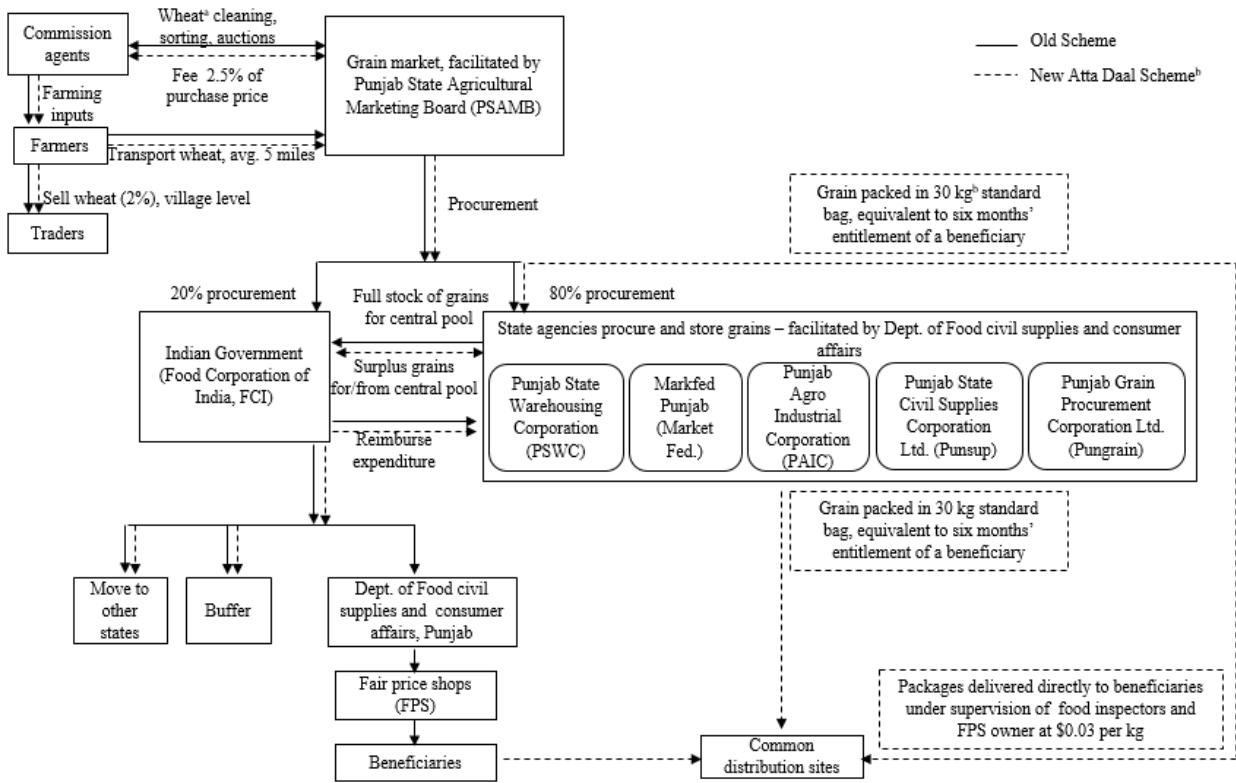 Commission
agents
Wheatᵃ cleaning,
sorting, auctions
Fee 2.5% of
purchase price
Grain market, facilitated by
Punjab State Agricultural
Marketing Board (PSAMB)
Old Scheme
New Atta Daal Schemeᵇ
Farming
inputs
Farmers
Transport wheat, avg. 5 miles
Sell wheat (2%), village level
Traders
Procurement
Grain packed in 30 kgᵇ standard
bag, equivalent to six months’
entitlement of a beneficiary
20% procurement
Full stock of grains
for central pool
80% procurement
Indian Government
(Food Corporation of
India, FCI)
Surplus grains
for/from central pool
Reimburse
expenditure
State agencies procure and store grains – facilitated by Dept. of Food civil supplies and consumer
affairs
Punjab State
Warehousing
Corporation
(PSWC)
Markfed
Punjab
(Market
Fed.)
Punjab
Agro
Industrial
Corporation
(PAIC)
Punjab State
Civil Supplies
Corporation
Ltd. (Punsup)
Punjab Grain
Procurement
Corporation Ltd.
(Pungrain)
Grain packed in 30 kg standard
bag, equivalent to six months’
entitlement of a beneficiary
Move to
other
states
Buffer
Dept. of Food civil
supplies and consumer
affairs, Punjab
Fair price shops
(FPS)
Beneficiaries
Packages delivered directly to beneficiaries
under supervision of food inspectors and
FPS owner at $0.03 per kg
Common
distribution sites